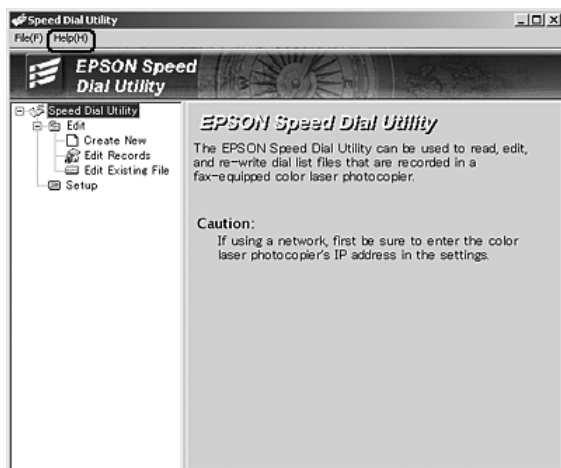 Speed Dial Utility
File(F) Help(H)
EPSON Speed
Dial Utility
Speed Dial Utility
Edit
Create New
Edit Records
Edit Existing File
Setup
EPSON Speed Dial Utility
The EPSON Speed Dial Utility can be used to read, edit,
and re-write dial list files that are recorded in a
fax-equipped color laser photocopier.
Caution:
If using a network, first be sure to enter the color
laser photocopier's IP address in the settings.